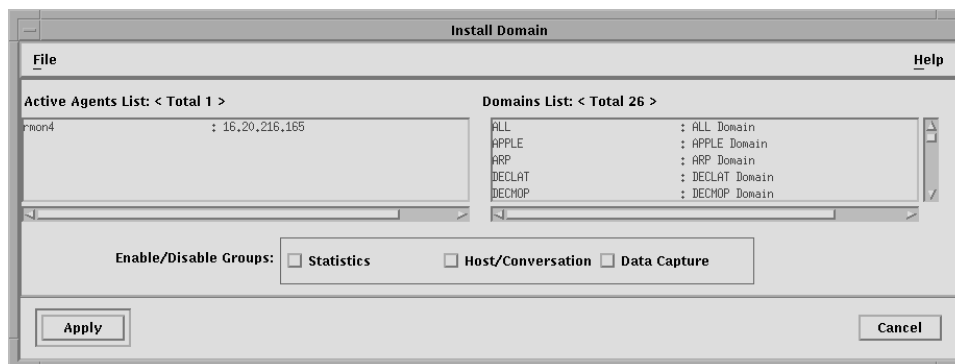 Install Domain
File Help
Active Agents List: < Total 1 > Domains List: < Total 26 >
rmon4 : 16.20.216.165 ALL : ALL Domain
APPLE : APPLE Domain
ARP : ARP Domain
DECLAT : DECLAT Domain
DECMOP : DECMOP Domain
Enable/Disable Groups: Statistics Host/Conversation Data Capture
Apply Cancel